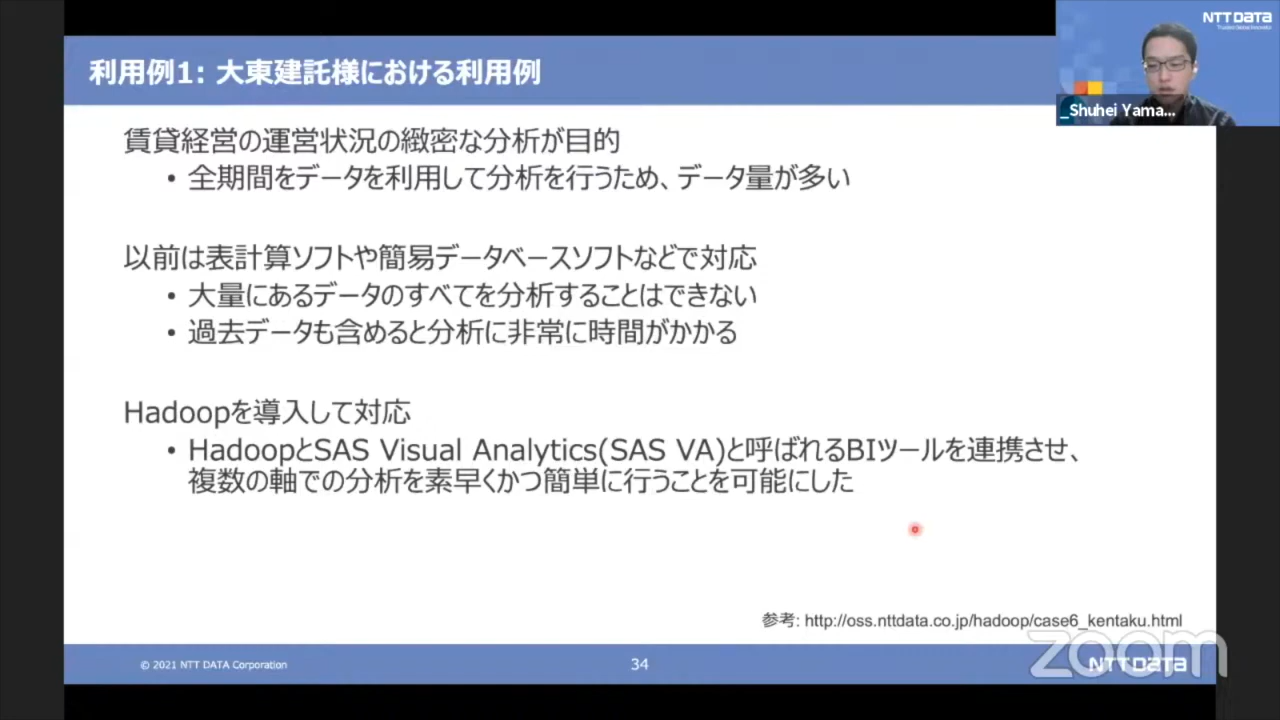 利用例1: 大東建託様における利用例
NTT DATA
Trusted Global Innovator
_Shuhei Yama...
賃貸経営の運営状況の緻密な分析が目的
• 全期間をデータを利用して分析を行うため、データ量が多い
以前は表計算ソフトや簡易データベースソフトなどで対応
• 大量にあるデータのすべてを分析することはできない
• 過去データも含めると分析に非常に時間がかかる
Hadoopを導入して対応
• HadoopとSAS Visual Analytics(SAS VA)と呼ばれるBIツールを連携させ、
複数の軸での分析を素早くかつ簡単に行うことを可能にした
参考: http://oss.nttdata.co.jp/hadoop/case6_kentaku.html
© 2021 NTT DATA Corporation
34
NTT DATA
zoom